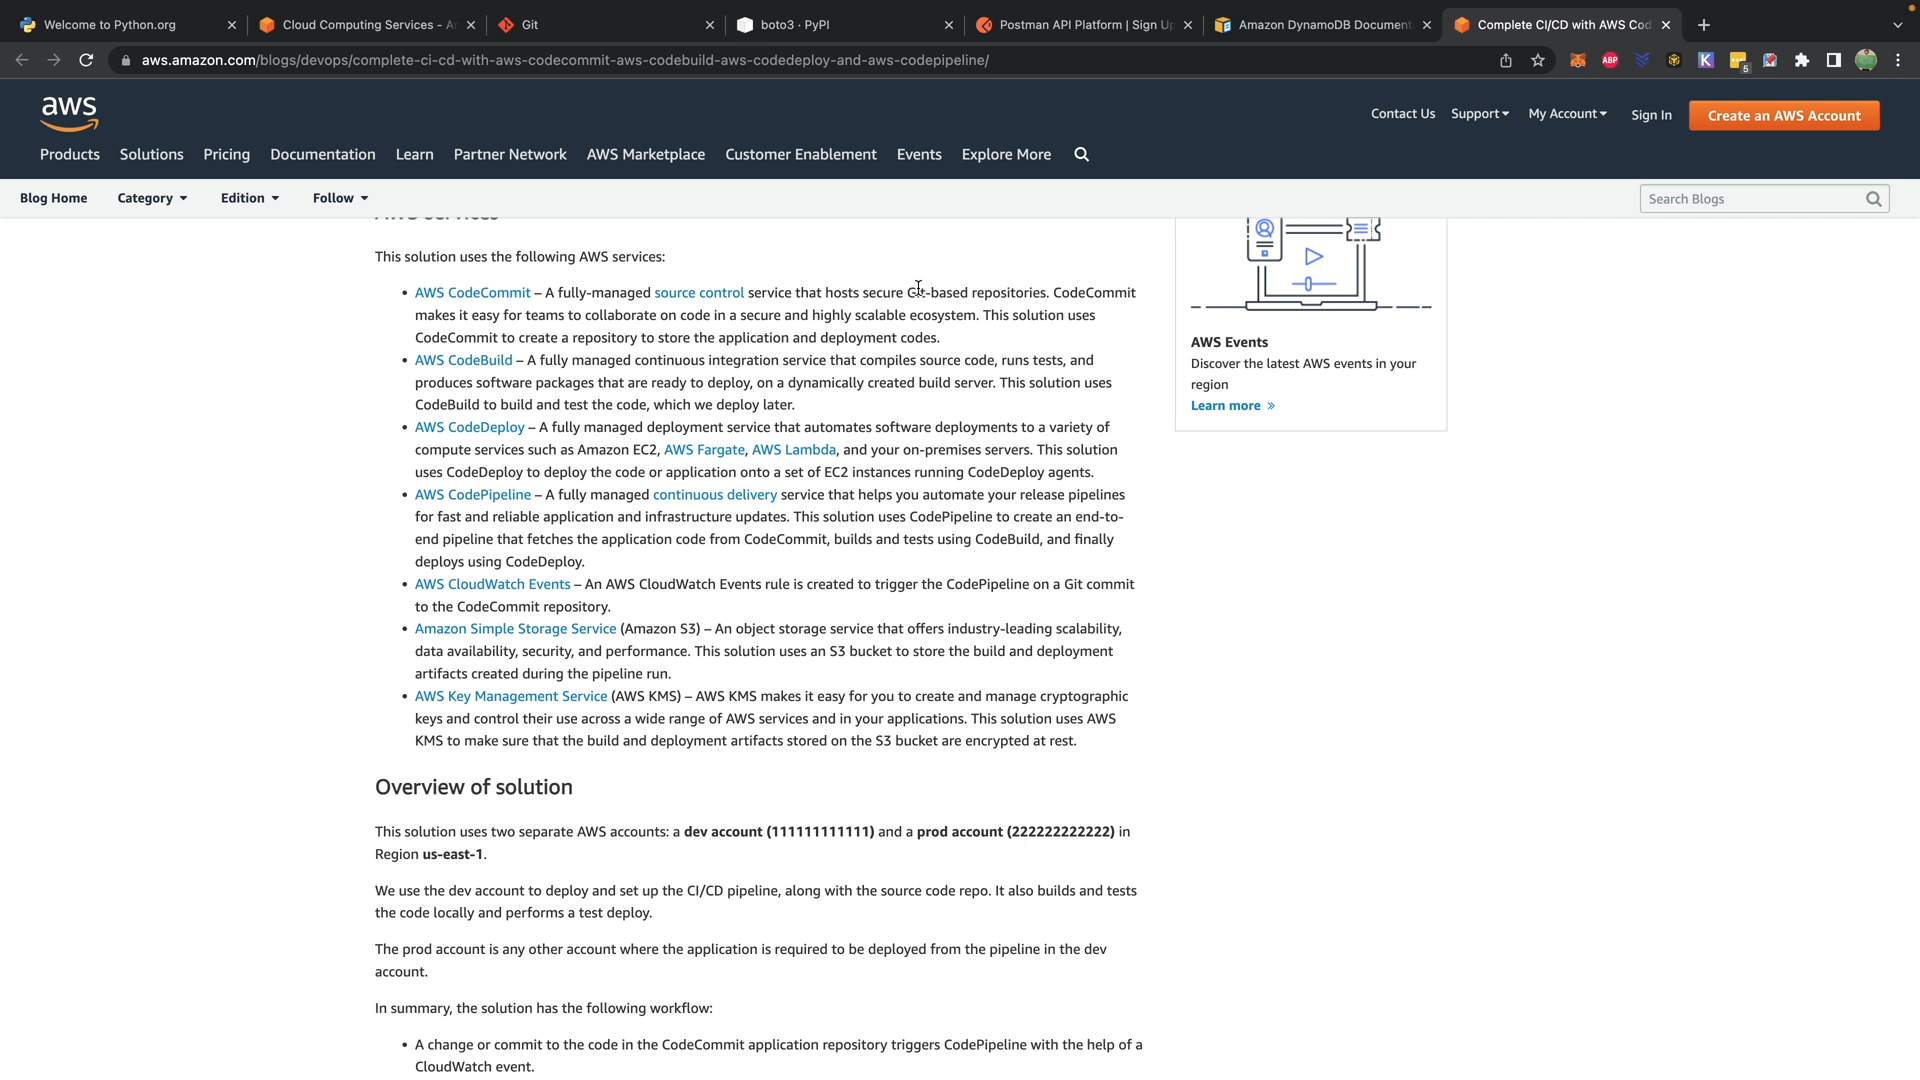 Welcome to Python.org
Cloud Computing Services - A
Git
boto3 · PyPI
Postman API Platform | Sign Up
Amazon DynamoDB Document
Complete CI/CD with AWS Cod
aws.amazon.com/blogs/devops/complete-ci-cd-with-aws-codecommit-aws-codebuild-aws-codedeploy-and-aws-codepipeline/
ABP
K
5
aws
Contact Us Support My Account Sign In Create an AWS Account
Products Solutions Pricing Documentation Learn Partner Network AWS Marketplace Customer Enablement Events Explore More
Blog Home Category Edition Follow
Search Blogs
This solution uses the following AWS services:
• AWS CodeCommit – A fully-managed source control service that hosts secure Git-based repositories. CodeCommit
makes it easy for teams to collaborate on code in a secure and highly scalable ecosystem. This solution uses
CodeCommit to create a repository to store the application and deployment codes.
• AWS CodeBuild – A fully managed continuous integration service that compiles source code, runs tests, and
produces software packages that are ready to deploy, on a dynamically created build server. This solution uses
CodeBuild to build and test the code, which we deploy later.
• AWS CodeDeploy – A fully managed deployment service that automates software deployments to a variety of
compute services such as Amazon EC2, AWS Fargate, AWS Lambda, and your on-premises servers. This solution
uses CodeDeploy to deploy the code or application onto a set of EC2 instances running CodeDeploy agents.
• AWS CodePipeline – A fully managed continuous delivery service that helps you automate your release pipelines
for fast and reliable application and infrastructure updates. This solution uses CodePipeline to create an end-to-
end pipeline that fetches the application code from CodeCommit, builds and tests using CodeBuild, and finally
deploys using CodeDeploy.
• AWS CloudWatch Events – An AWS CloudWatch Events rule is created to trigger the CodePipeline on a Git commit
to the CodeCommit repository.
• Amazon Simple Storage Service (Amazon S3) – An object storage service that offers industry-leading scalability,
data availability, security, and performance. This solution uses an S3 bucket to store the build and deployment
artifacts created during the pipeline run.
• AWS Key Management Service (AWS KMS) – AWS KMS makes it easy for you to create and manage cryptographic
keys and control their use across a wide range of AWS services and in your applications. This solution uses AWS
KMS to make sure that the build and deployment artifacts stored on the S3 bucket are encrypted at rest.
Overview of solution
This solution uses two separate AWS accounts: a dev account (111111111111) and a prod account (222222222222) in
Region us-east-1.
We use the dev account to deploy and set up the CI/CD pipeline, along with the source code repo. It also builds and tests
the code locally and performs a test deploy.
The prod account is any other account where the application is required to be deployed from the pipeline in the dev
account.
In summary, the solution has the following workflow:
• A change or commit to the code in the CodeCommit application repository triggers CodePipeline with the help of a
CloudWatch event.
AWS Events
Discover the latest AWS events in your
region
Learn more »